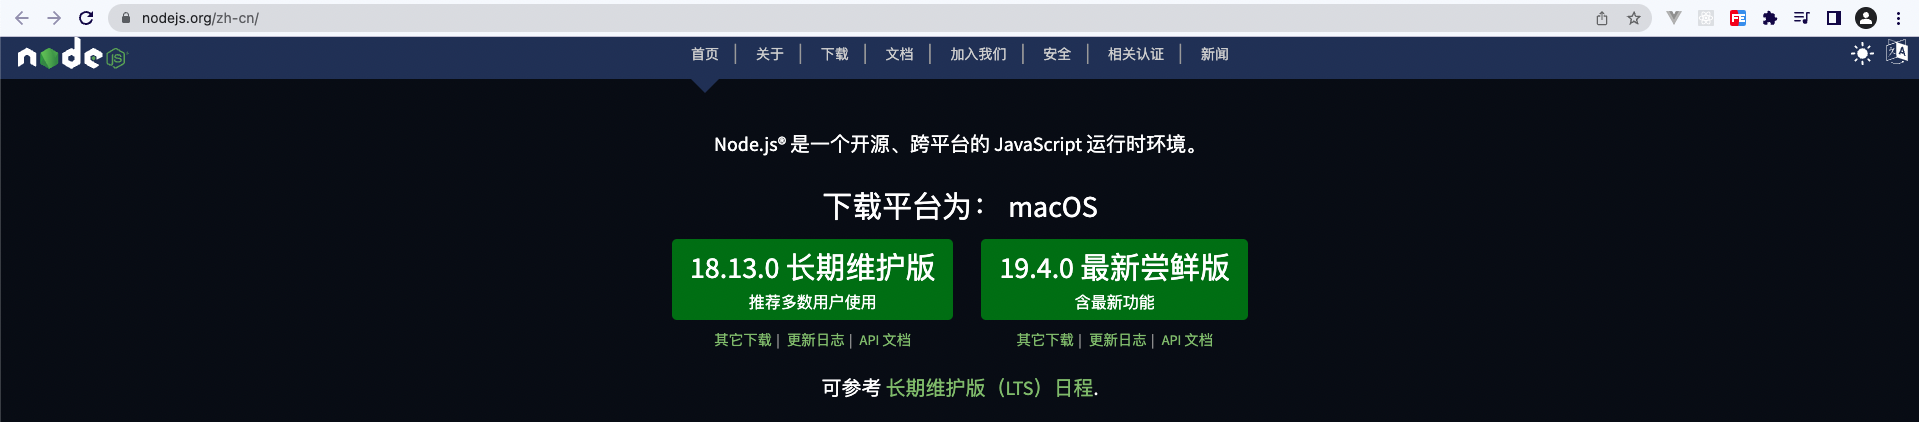 nodejs.org/zh-cn/
FE
node JS
首页 | 关于 | 下载 | 文档 | 加入我们 | 安全 | 相关认证 | 新闻
A
Node.js® 是一个开源、跨平台的 JavaScript 运行时环境。
下载平台为： macOS
18.13.0 长期维护版
推荐多数用户使用
19.4.0 最新尝鲜版
含最新功能
其它下载 | 更新日志 | API 文档
其它下载 | 更新日志 | API 文档
可参考 长期维护版（LTS）日程.